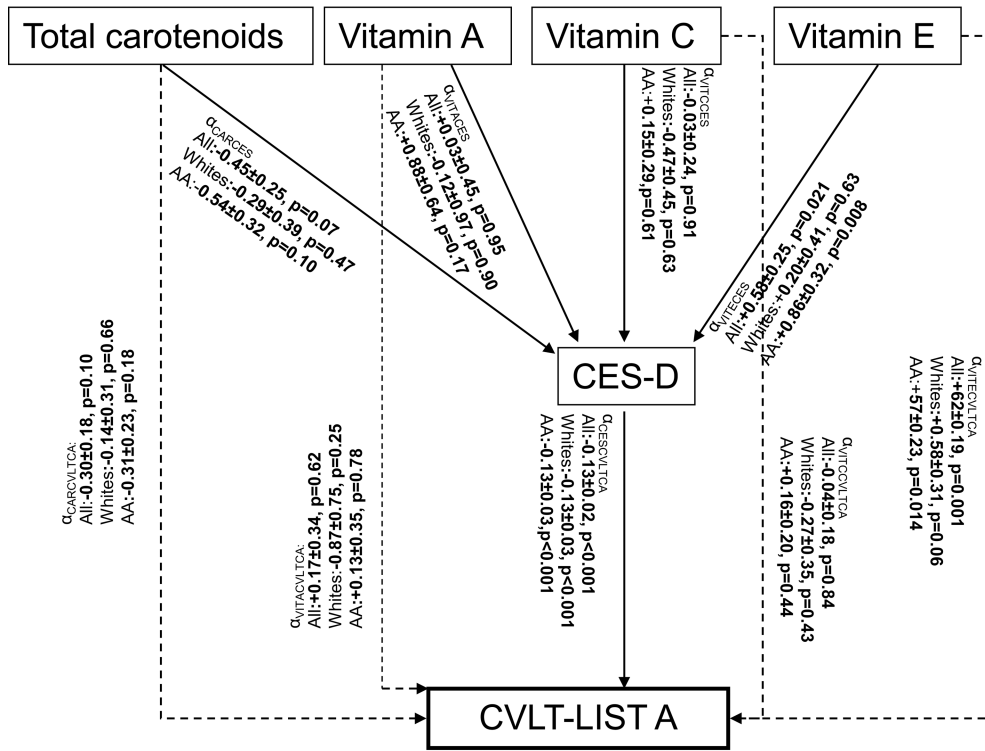 Total carotenoids
Vitamin A
Vitamin C
Vitamin E
αCARCES
All:-0.45±0.25, p=0.07
Whites:-0.29±0.39, p=0.47
AA:-0.54±0.32, p=0.10
αVITACES
All:+0.03±0.45, p=0.95
Whites:-0.12±0.97, p=0.90
AA:+0.88±0.64, p=0.17
αVITCCES
All:-0.03±0.24, p=0.91
Whites:-0.47±0.45, p=0.63
AA:+0.15±0.29,p=0.61
αVITECES
All:+0.58±0.25, p=0.021
Whites:+0.20±0.41, p=0.63
AA:+0.86±0.32, p=0.008
CES-D
αCARCVLTCA:
All:-0.30±0.18, p=0.10
Whites:-0.14±0.31, p=0.66
AA:-0.31±0.23, p=0.18
αVITACVLTCA:
All:+0.17±0.34, p=0.62
Whites:-0.87±0.75, p=0.25
AA:+0.13±0.35, p=0.78
αCESCVLTCA
All:-0.13±0.02, p<0.001
Whites:-0.13±0.03, p<0.001
AA:-0.13±0.03,p<0.001
αVITCCVLTCA
All:-0.04±0.18, p=0.84
Whites:-0.27±0.35, p=0.43
AA:+0.16±0.20, p=0.44
αVITECVLTCA
All:+62±0.19, p=0.001
Whites:+0.58±0.31, p=0.06
AA:+57±0.23, p=0.014
CVLT-LIST A